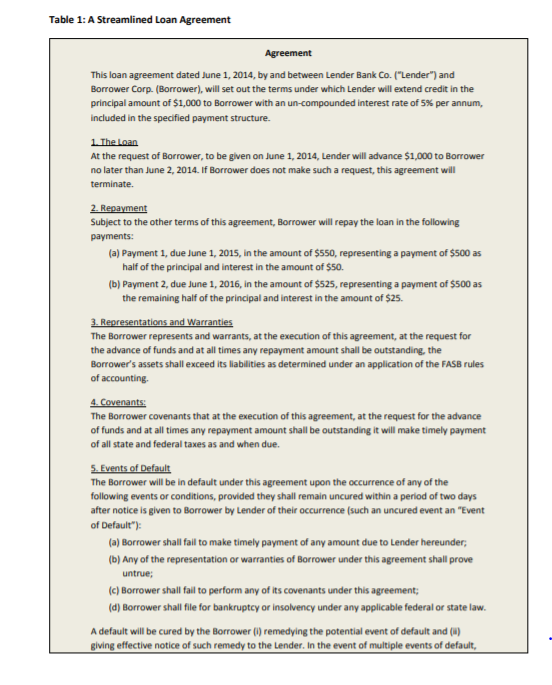 Table 1: A Streamlined Loan Agreement
Agreement
This loan agreement dated June 1, 2014, by and between Lender Bank Co. ("Lender") and
Borrower Corp. (Borrower), will set out the terms under which Lender will extend credit in the
principal amount of $1,000 to Borrower with an un-compounded interest rate of 5% per annum,
included in the specified payment structure.
1. The Loan
At the request of Borrower, to be given on June 1, 2014, Lender will advance $1,000 to Borrower
no later than June 2, 2014. If Borrower does not make such a request, this agreement will
terminate.
2. Repayment
Subject to the other terms of this agreement, Borrower will repay the loan in the following
payments:
(a) Payment 1, due June 1, 2015, in the amount of $550, representing a payment of $500 as
half of the principal and interest in the amount of $50.
(b) Payment 2, due June 1, 2016, in the amount of $525, representing a payment of $500 as
the remaining half of the principal and interest in the amount of $25.
3. Representations and Warranties
The Borrower represents and warrants, at the execution of this agreement, at the request for
the advance of funds and at all times any repayment amount shall be outstanding, the
Borrower's assets shall exceed its liabilities as determined under an application of the FASB rules
of accounting.
4. Covenants:
The Borrower covenants that at the execution of this agreement, at the request for the advance
of funds and at all times any repayment amount shall be outstanding it will make timely payment
of all state and federal taxes as and when due.
5. Events of Default
The Borrower will be in default under this agreement upon the occurrence of any of the
following events or conditions, provided they shall remain uncured within a period of two days
after notice is given to Borrower by Lender of their occurrence (such an uncured event an "Event
of Default"):
(a) Borrower shall fail to make timely payment of any amount due to Lender hereunder;
(b) Any of the representation or warranties of Borrower under this agreement shall prove
untrue;
(c) Borrower shall fail to perform any of its covenants under this agreement;
(d) Borrower shall file for bankruptcy or insolvency under any applicable federal or state law.
A default will be cured by the Borrower (i) remedying the potential event of default and (ii)
giving effective notice of such remedy to the Lender. In the event of multiple events of default,